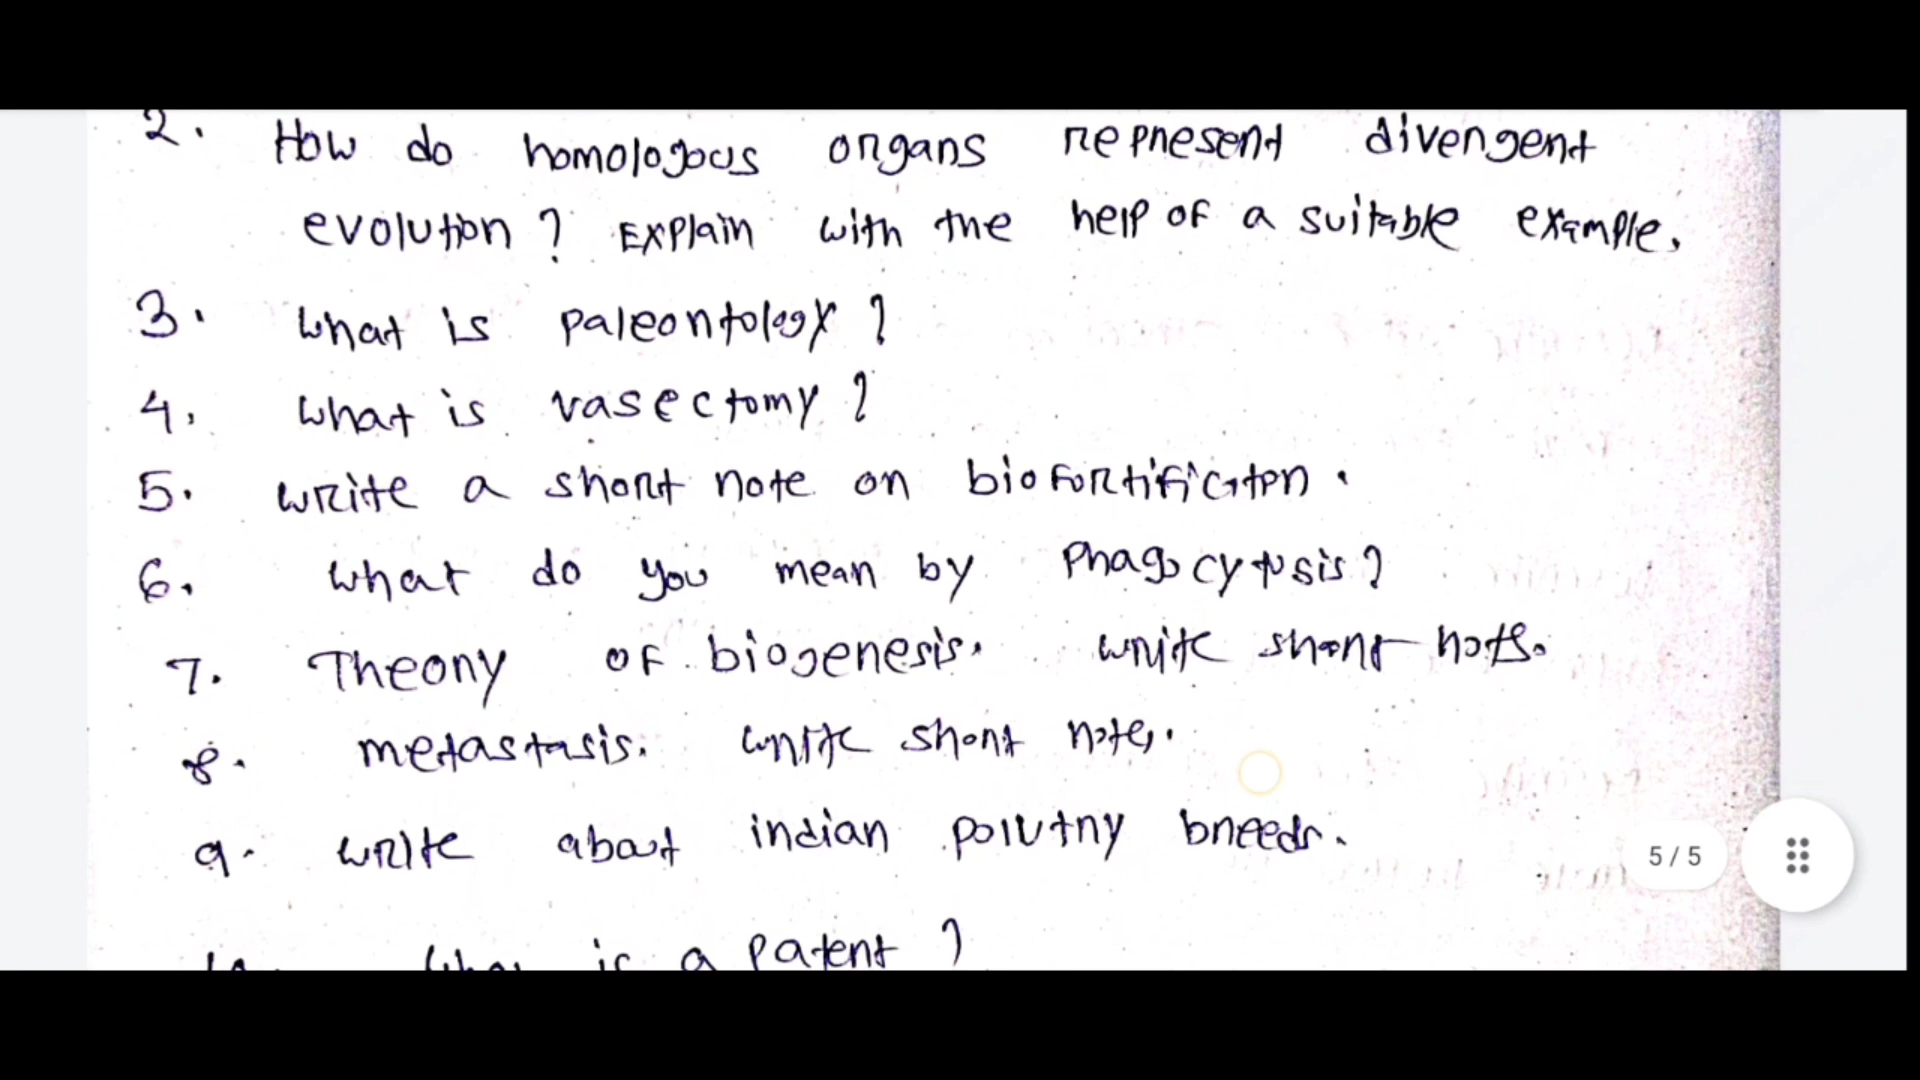 2. How do homologous organs represent divergent
evolution? Explain with the help of a suitable example.
3. What is paleontology?
4. What is vasectomy?
5. Write a short note on biofortification.
6. What do you mean by Phagocytosis?
7. Theory of biogenesis. Write short note.
8. metastasis. Write short note.
9. Write about indian poultry breeds.
5 / 5
10. What is a patent?